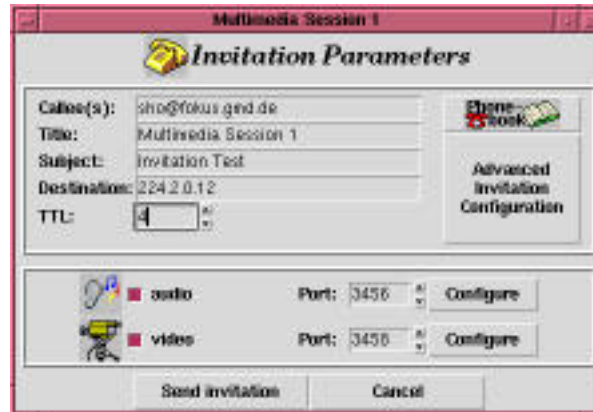 Multimedia Session 1
Invitation Parameters
Callee(s): sho@fokus.gmd.de
Phone-book
Title: Multimedia Session 1
Subject: Invitation Test
Destination: 224.2.0.12
TTL: 4
Advanced
Invitation
Configuration
audio Port: 3456 Configure
video Port: 3456 Configure
Send invitation Cancel